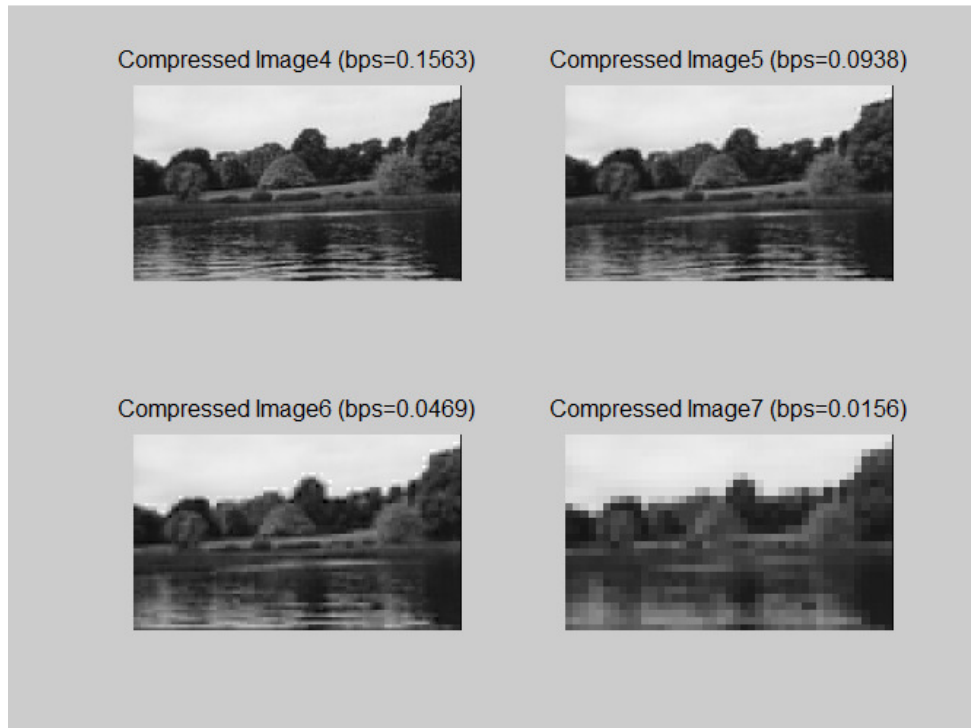 Compressed Image4 (bps=0.1563)
Compressed Image5 (bps=0.0938)
Compressed Image6 (bps=0.0469)
Compressed Image7 (bps=0.0156)